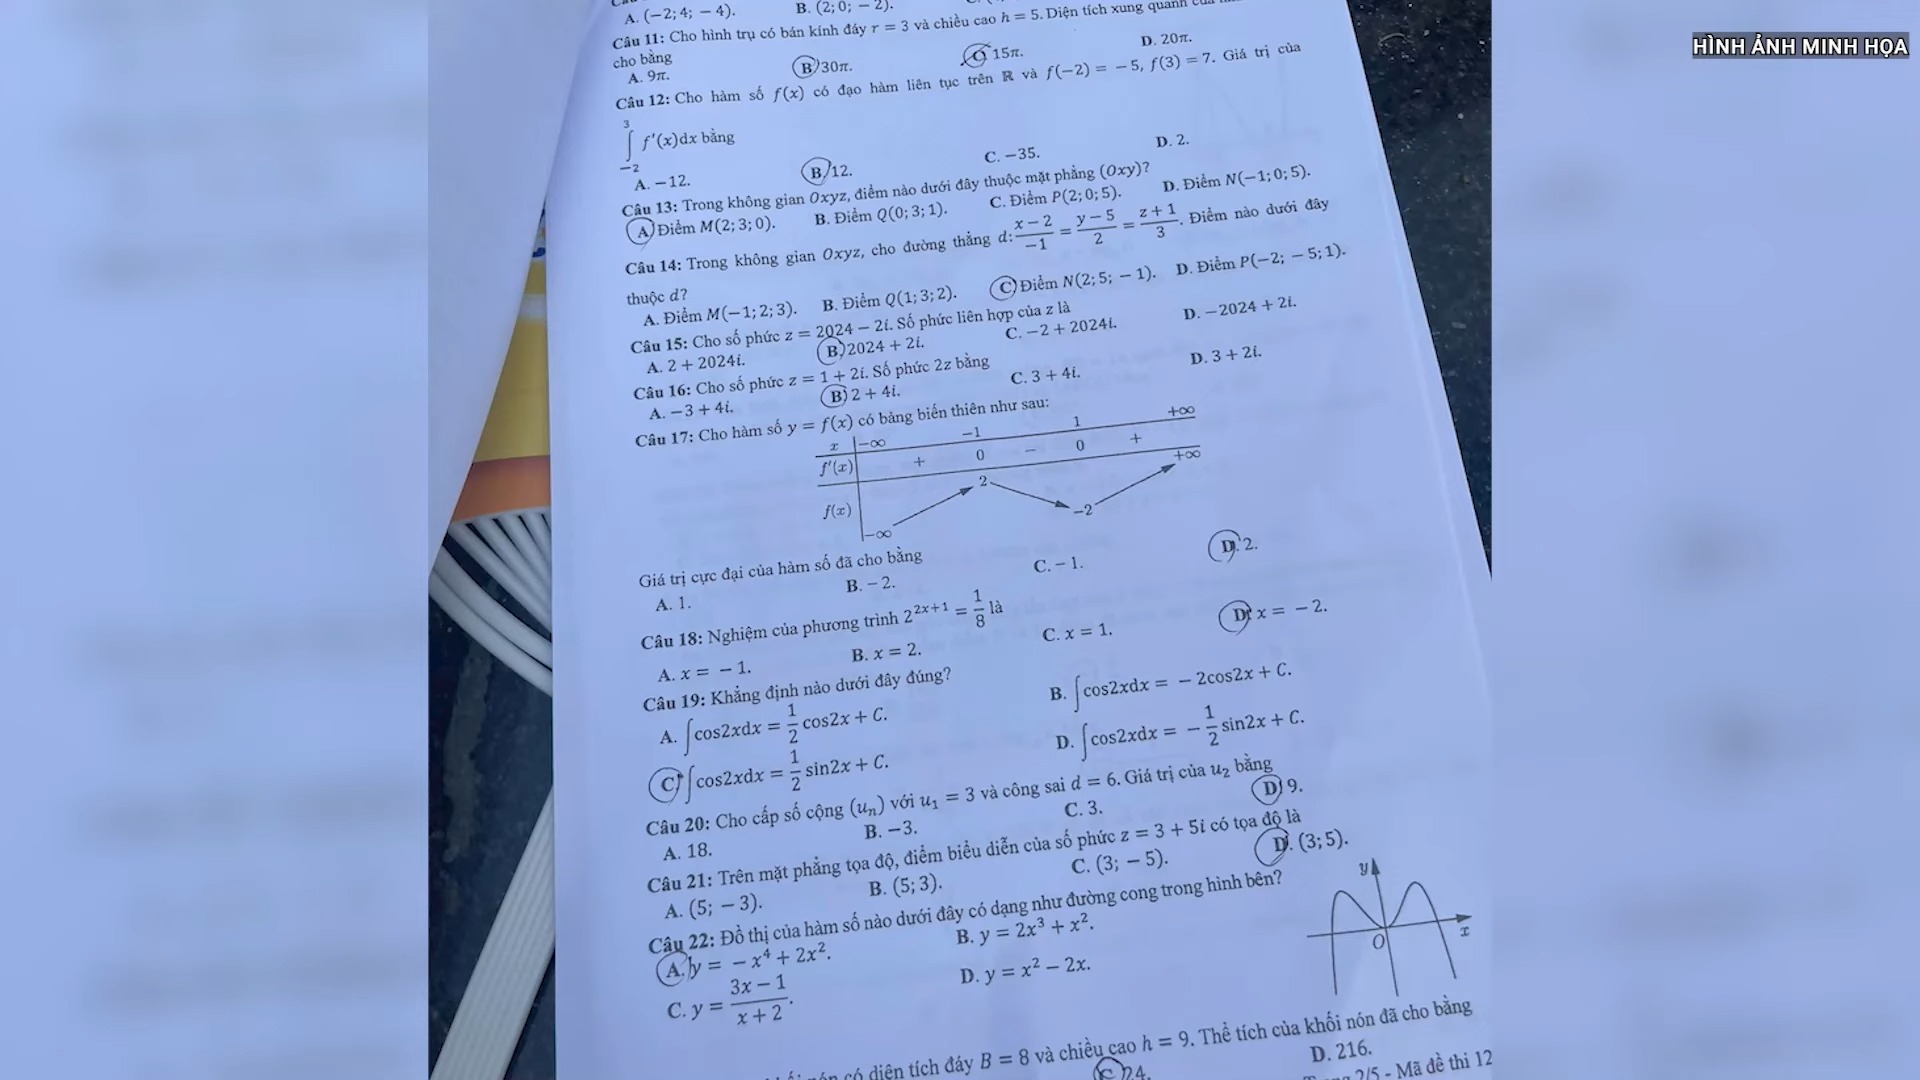 HÌNH ẢNH MINH HỌA
A. (−2; 4; −4). B. (2; 0; −2).
Câu 11: Cho hình trụ có bán kính đáy r = 3 và chiều cao h = 5. Diện tích xung quanh
cho bằng
A. 9π. B. 30π. C. 15π. D. 20π.
Câu 12: Cho hàm số f(x) có đạo hàm liên tục trên ℝ và f(−2) = −5, f(3) = 7. Giá trị của
3
∫ f′(x)dx bằng
−2
A. −12. B. 12. C. −35. D. 2.
Câu 13: Trong không gian Oxyz, điểm nào dưới đây thuộc mặt phẳng (Oxy)?
A. Điểm M(2; 3; 0). B. Điểm Q(0; 3; 1). C. Điểm P(2; 0; 5). D. Điểm N(−1; 0; 5).
Câu 14: Trong không gian Oxyz, cho đường thẳng d: (x − 2)/−1 = (y − 5)/2 = (z + 1)/3. Điểm nào dưới đây
thuộc d?
A. Điểm M(−1; 2; 3). B. Điểm Q(1; 3; 2). C. Điểm N(2; 5; −1). D. Điểm P(−2; −5; 1).
Câu 15: Cho số phức z = 2024 − 2i. Số phức liên hợp của z là
A. 2 + 2024i. B. 2024 + 2i. C. −2 + 2024i. D. −2024 + 2i.
Câu 16: Cho số phức z = 1 + 2i. Số phức 2z bằng
A. −3 + 4i. B. 2 + 4i. C. 3 + 4i. D. 3 + 2i.
Câu 17: Cho hàm số y = f(x) có bảng biến thiên như sau:
x −∞ −1 1 +∞
f′(x) + 0 − 0 +
f(x) −∞ 2 −2 +∞
Giá trị cực đại của hàm số đã cho bằng
A. 1. B. −2. C. −1. D. 2.
Câu 18: Nghiệm của phương trình 2^(2x+1) = 1/8 là
A. x = −1. B. x = 2. C. x = 1. D. x = −2.
Câu 19: Khẳng định nào dưới đây đúng?
A. ∫cos2xdx = 1/2 cos2x + C. B. ∫cos2xdx = −2cos2x + C.
C. ∫cos2xdx = 1/2 sin2x + C. D. ∫cos2xdx = −1/2 sin2x + C.
Câu 20: Cho cấp số cộng (uₙ) với u₁ = 3 và công sai d = 6. Giá trị của u₂ bằng
A. 18. B. −3. C. 3. D. 9.
Câu 21: Trên mặt phẳng tọa độ, điểm biểu diễn của số phức z = 3 + 5i có tọa độ là
A. (5; −3). B. (5; 3). C. (3; −5). D. (3; 5).
Câu 22: Đồ thị của hàm số nào dưới đây có dạng như đường cong trong hình bên?
A. y = −x⁴ + 2x². B. y = 2x³ + x².
C. y = (3x − 1)/(x + 2). D. y = x² − 2x.
y
O x
có diện tích đáy B = 8 và chiều cao h = 9. Thể tích của khối nón đã cho bằng
C. 24. D. 216.
2/5 - Mã đề thi 12